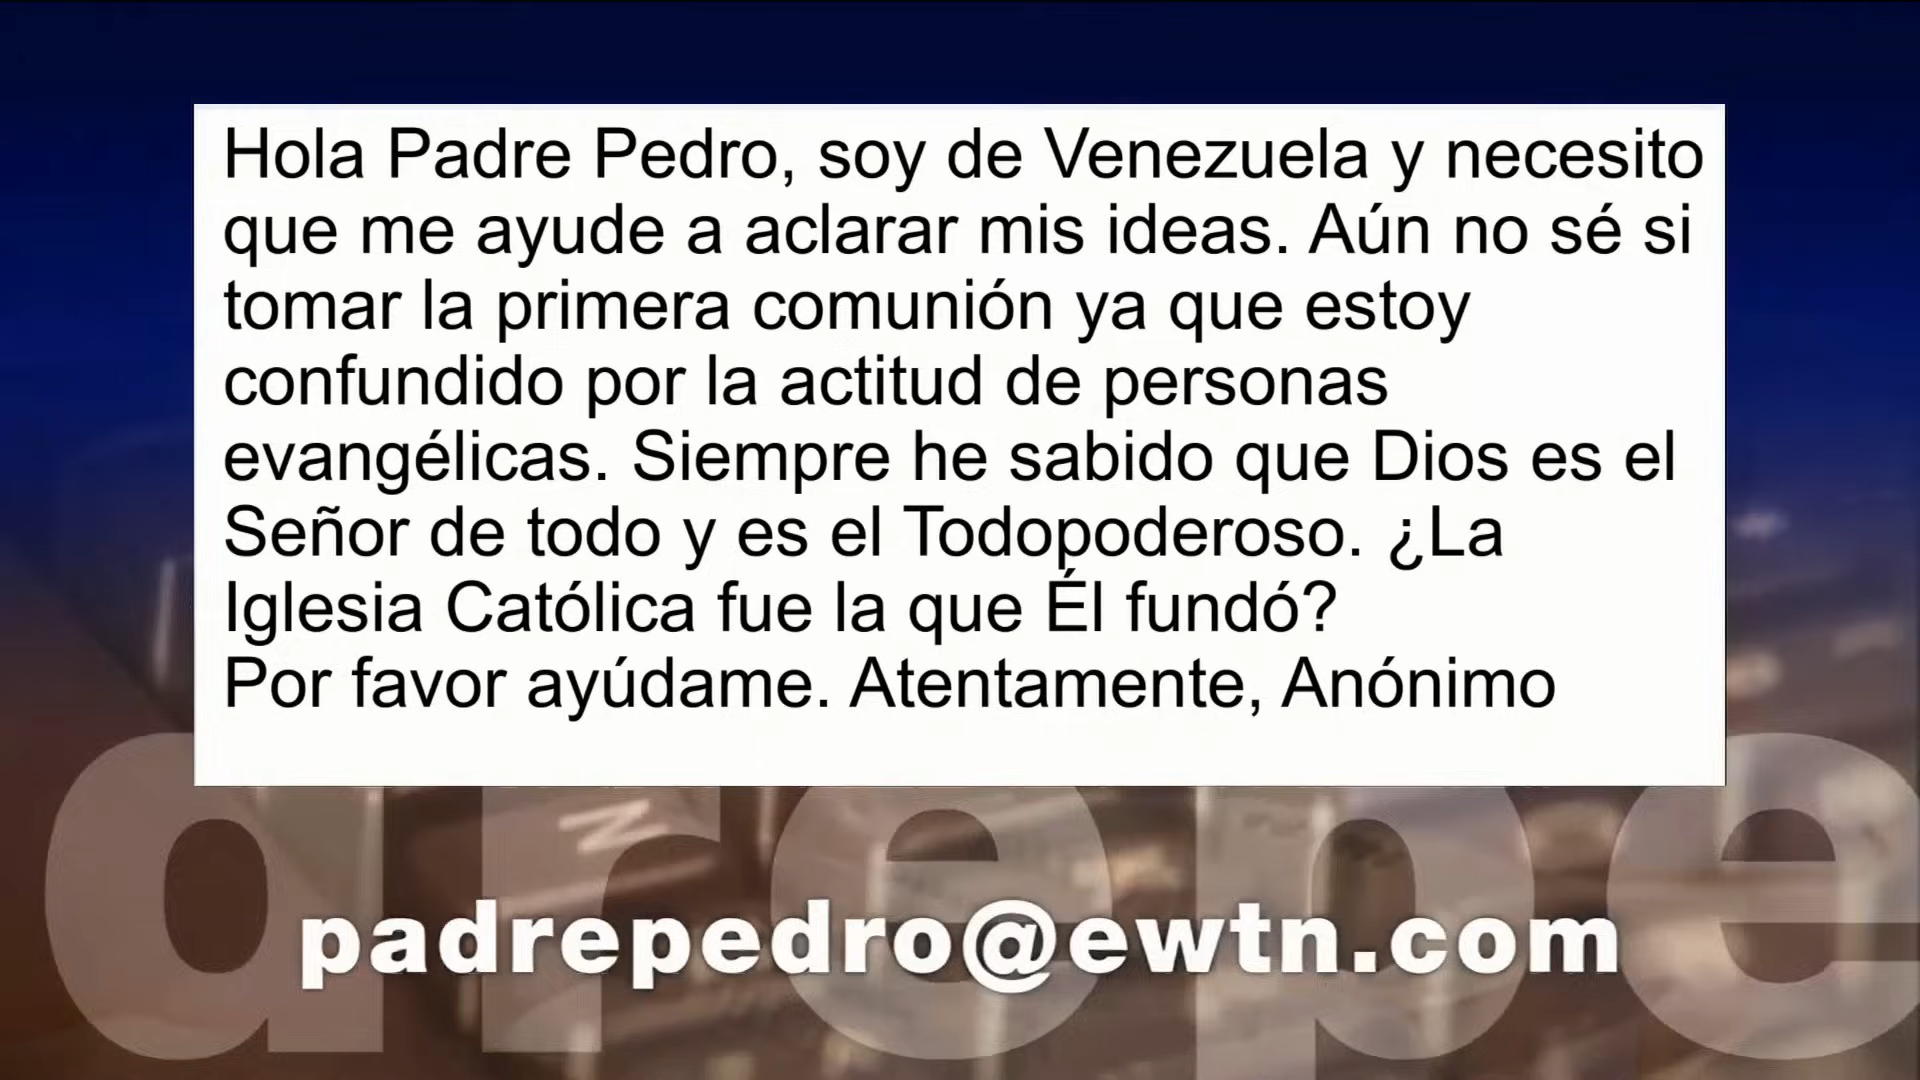 Hola Padre Pedro, soy de Venezuela y necesito
que me ayude a aclarar mis ideas. Aún no sé si
tomar la primera comunión ya que estoy
confundido por la actitud de personas
evangélicas. Siempre he sabido que Dios es el
Señor de todo y es el Todopoderoso. ¿La
Iglesia Católica fue la que Él fundó?
Por favor ayúdame. Atentamente, Anónimo
drepe
padrepedro@ewtn.com